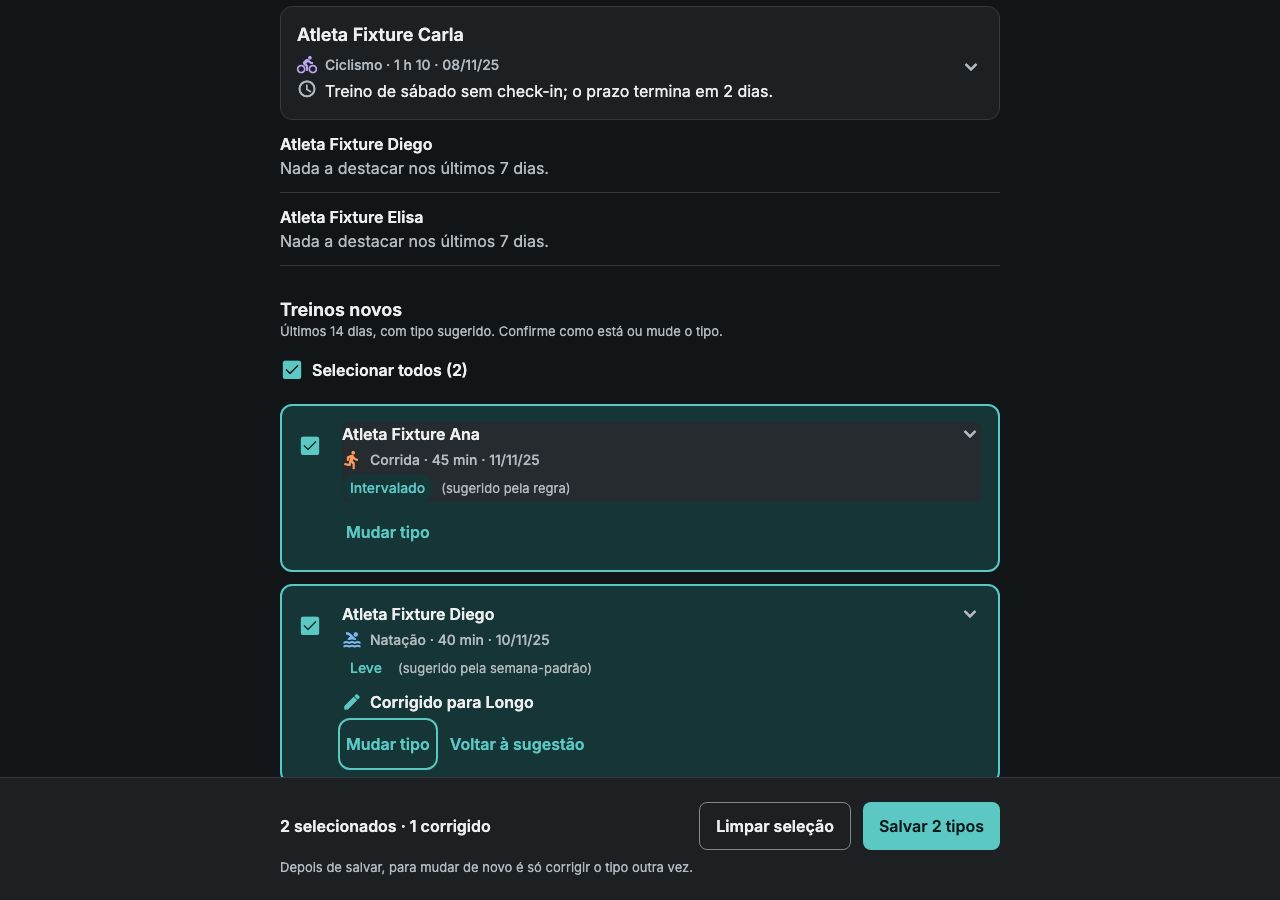 Atleta Fixture Carla
Ciclismo · 1 h 10 · 08/11/25
Treino de sábado sem check-in; o prazo termina em 2 dias.
Atleta Fixture Diego
Nada a destacar nos últimos 7 dias.
Atleta Fixture Elisa
Nada a destacar nos últimos 7 dias.
Treinos novos
Últimos 14 dias, com tipo sugerido. Confirme como está ou mude o tipo.
Selecionar todos (2)
Atleta Fixture Ana
Corrida · 45 min · 11/11/25
Intervalado (sugerido pela regra)
Mudar tipo
Atleta Fixture Diego
Natação · 40 min · 10/11/25
Leve (sugerido pela semana-padrão)
Corrigido para Longo
Mudar tipo Voltar à sugestão
2 selecionados · 1 corrigido Limpar seleção Salvar 2 tipos
Depois de salvar, para mudar de novo é só corrigir o tipo outra vez.